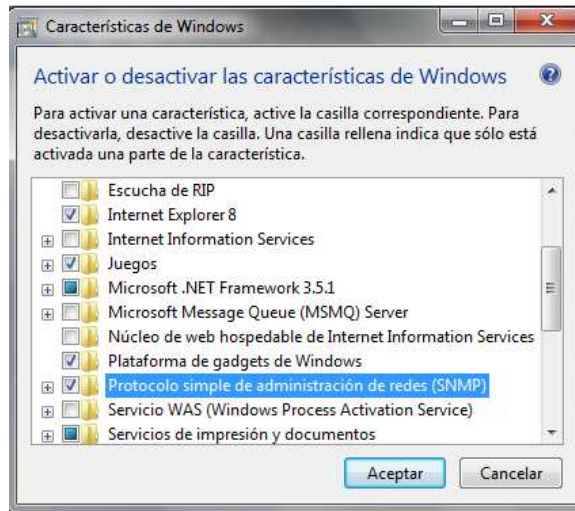 Características de Windows
Activar o desactivar las características de Windows
Para activar una característica, active la casilla correspondiente. Para
desactivarla, desactive la casilla. Una casilla rellena indica que sólo está
activada una parte de la característica.
Escucha de RIP
Internet Explorer 8
Internet Information Services
Juegos
Microsoft .NET Framework 3.5.1
Microsoft Message Queue (MSMQ) Server
Núcleo de web hospedable de Internet Information Services
Plataforma de gadgets de Windows
Protocolo simple de administración de redes (SNMP)
Servicio WAS (Windows Process Activation Service)
Servicios de impresión y documentos
Aceptar
Cancelar